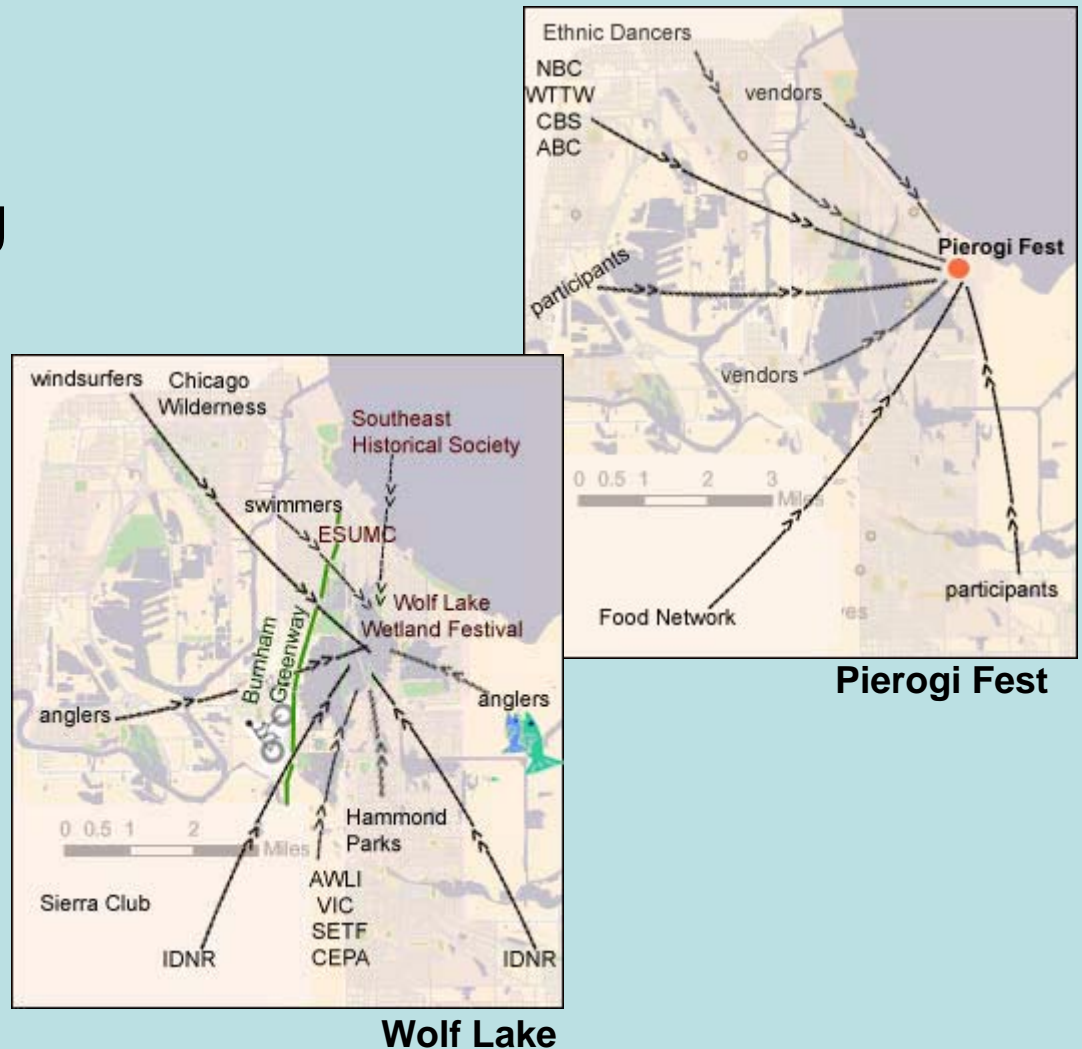 g
Ethnic Dancers
NBC
WTTW
CBS
ABC
vendors
Pierogi Fest
participants
vendors
0 0.5 1 2 3
Miles
Food Network
participants
Pierogi Fest
windsurfers
Chicago
Wilderness
Southeast
Historical Society
swimmers
ESUMC
Wolf Lake
Wetland Festival
Burnham
Greenway
anglers
anglers
Hammond
Parks
0 0.5 1 2
Miles
AWLI
VIC
SETF
CEPA
Sierra Club
IDNR
IDNR
Wolf Lake